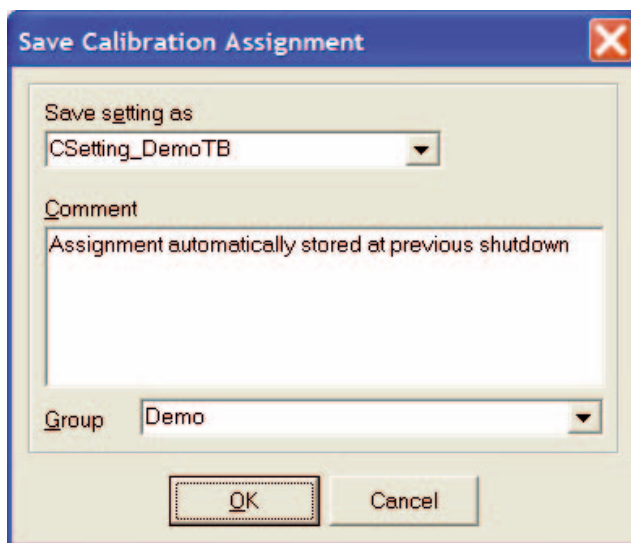 Save Calibration Assignment
Save setting as
CSetting_DemoTB
Comment
Assignment automatically stored at previous shutdown
Group
Demo
OK
Cancel